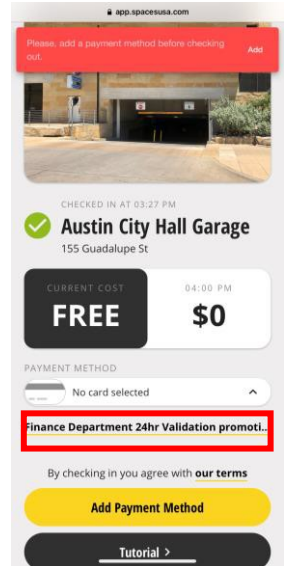 app.spacesusa.com
Please, add a payment method before checking
out.
Add
CHECKED IN AT 03:27 PM
Austin City Hall Garage
155 Guadalupe St
CURRENT COST
FREE
04:00 PM
$0
PAYMENT METHOD
No card selected
Finance Department 24hr Validation promoti..
By checking in you agree with our terms
Add Payment Method
Tutorial >